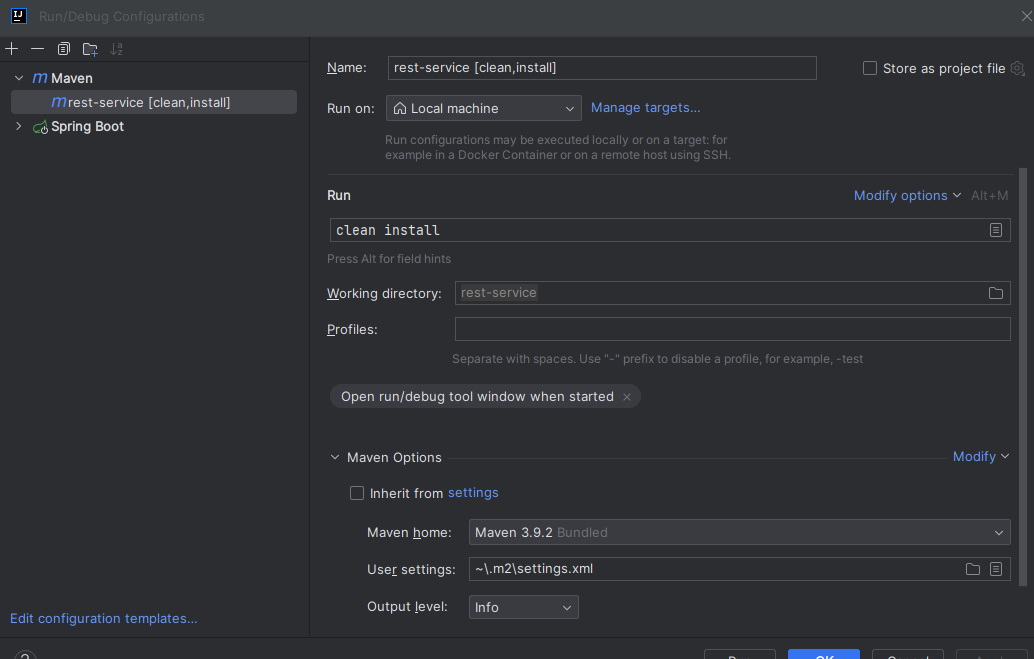 Run/Debug Configurations
Maven
rest-service [clean,install]
Spring Boot
Edit configuration templates...
Name: rest-service [clean,install] Store as project file
Run on: Local machine Manage targets...
Run configurations may be executed locally or on a target: for
example in a Docker Container or on a remote host using SSH.
Run Modify options Alt+M
clean install
Press Alt for field hints
Working directory: rest-service
Profiles:
Separate with spaces. Use "-" prefix to disable a profile, for example, -test
Open run/debug tool window when started
Maven Options Modify
Inherit from settings
Maven home: Maven 3.9.2 Bundled
User settings: ~\.m2\settings.xml
Output level: Info
OK